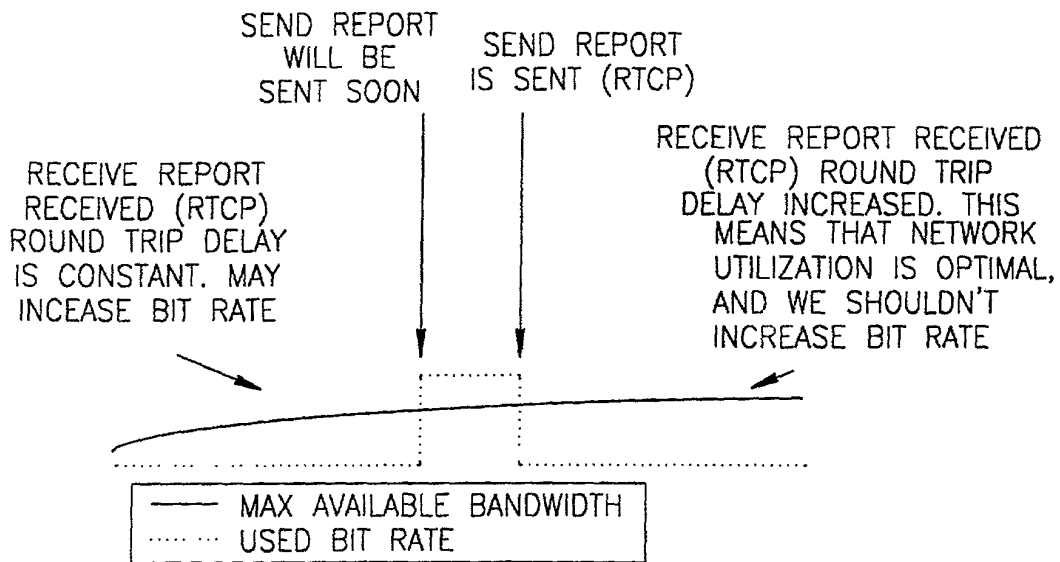 SEND REPORT
WILL BE
SENT SOON
SEND REPORT
IS SENT (RTCP)
RECEIVE REPORT
RECEIVED (RTCP)
ROUND TRIP DELAY
IS CONSTANT. MAY
INCEASE BIT RATE
RECEIVE REPORT RECEIVED
(RTCP) ROUND TRIP
DELAY INCREASED. THIS
MEANS THAT NETWORK
UTILIZATION IS OPTIMAL,
AND WE SHOULDN'T
INCREASE BIT RATE
MAX AVAILABLE BANDWIDTH
USED BIT RATE